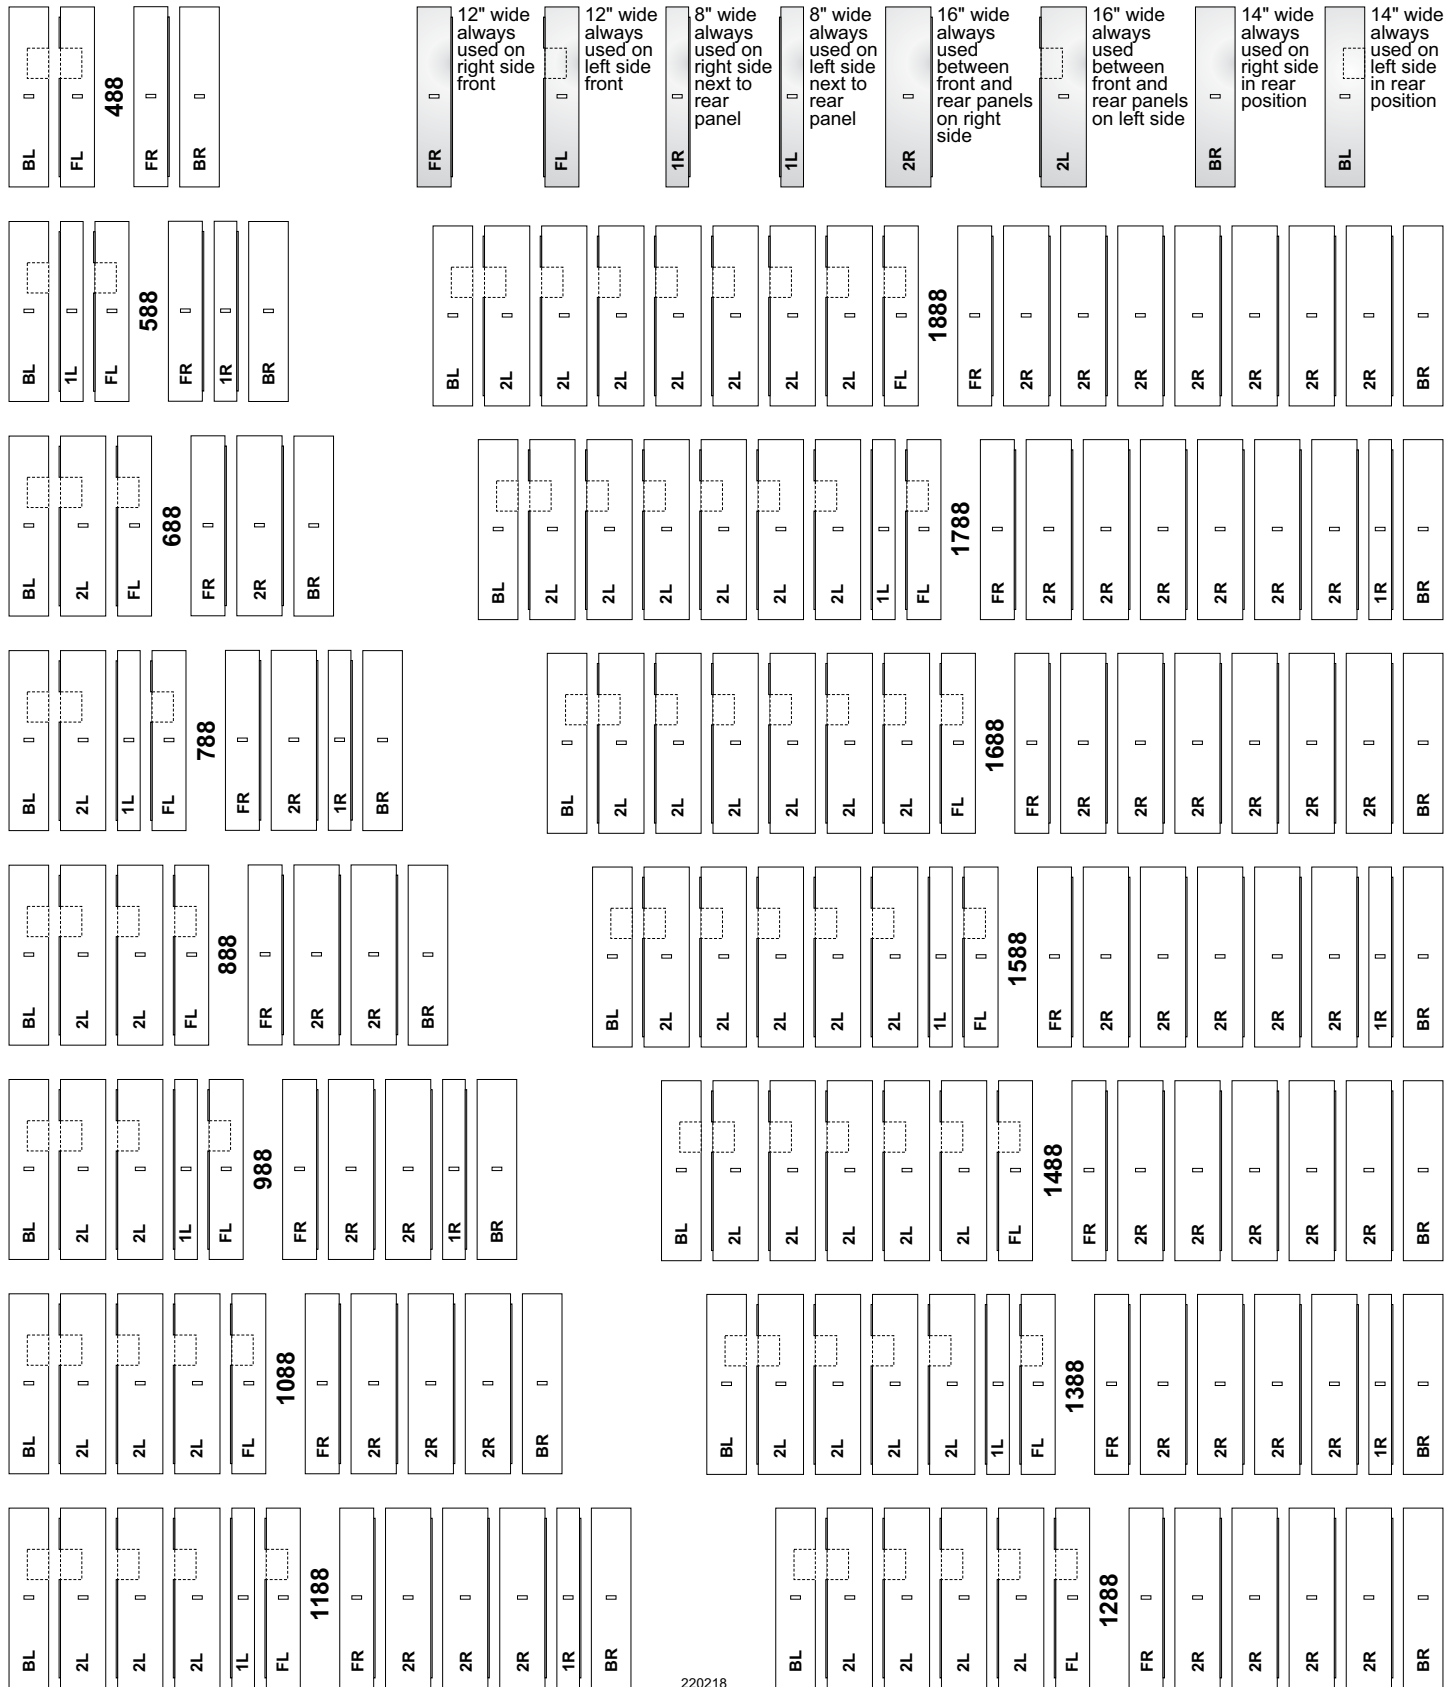 BL FL 488 FR BR
FR
12" wide
always
used on
right side
front
FL
12" wide
always
used on
left side
front
1R
8" wide
always
used on
right side
next to
rear
panel
1L
8" wide
always
used on
left side
next to
rear
panel
2R
16" wide
always
used
between
front and
rear panels
on right
side
2L
16" wide
always
used
between
front and
rear panels
on left side
BR
14" wide
always
used on
right side
in rear
position
BL
14" wide
always
used on
left side
in rear
position
BL 1L FL 588 FR 1R BR
BL 2L 2L 2L 2L 2L 2L 2L FL 1888 FR 2R 2R 2R 2R 2R 2R 2R BR
BL 2L FL 688 FR 2R BR
BL 2L 2L 2L 2L 2L 2L 1L FL 1788 FR 2R 2R 2R 2R 2R 2R 1R BR
BL 2L 1L FL 788 FR 2R 1R BR
BL 2L 2L 2L 2L 2L 2L FL 1688 FR 2R 2R 2R 2R 2R 2R BR
BL 2L 2L FL 888 FR 2R 2R BR
BL 2L 2L 2L 2L 2L 1L FL 1588 FR 2R 2R 2R 2R 2R 1R BR
BL 2L 2L 1L FL 988 FR 2R 2R 1R BR
BL 2L 2L 2L 2L 2L FL 1488 FR 2R 2R 2R 2R 2R BR
BL 2L 2L 2L FL 1088 FR 2R 2R 2R BR
BL 2L 2L 2L 2L 1L FL 1388 FR 2R 2R 2R 2R 1R BR
BL 2L 2L 2L 1L FL 1188 FR 2R 2R 2R 1R BR
BL 2L 2L 2L 2L FL 1288 FR 2R 2R 2R 2R BR
220218